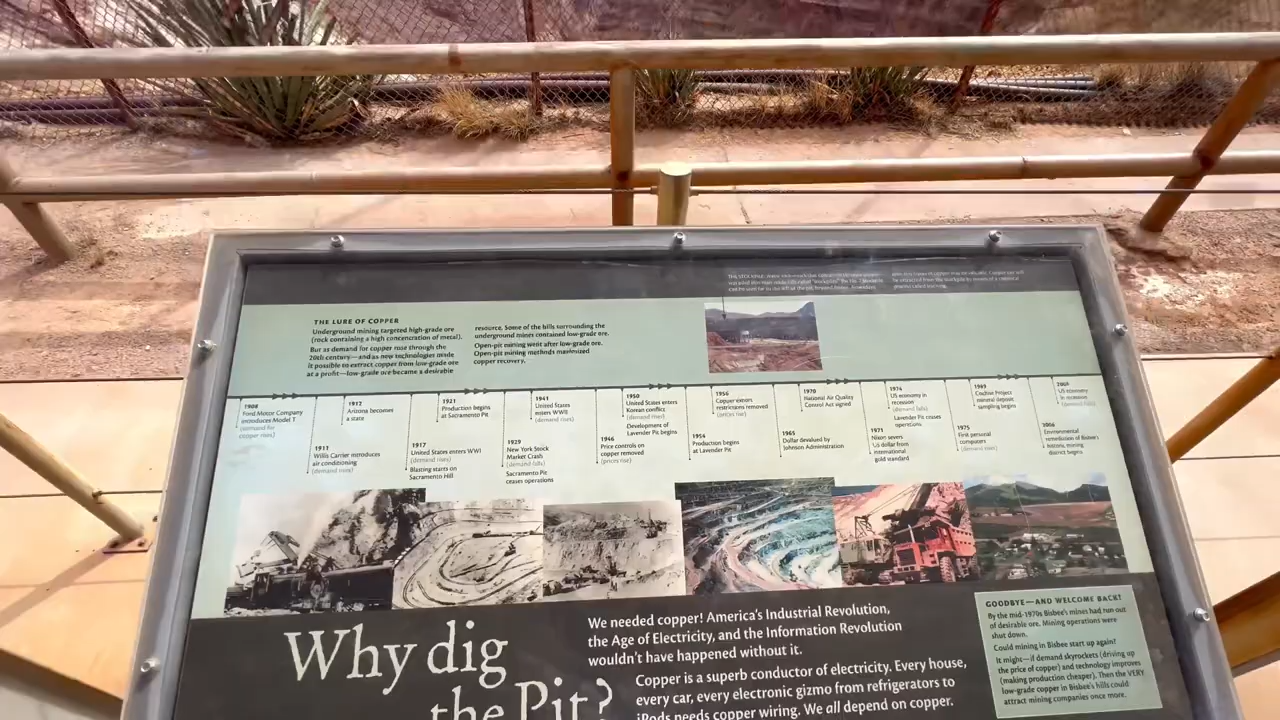 THE LURE OF COPPER
Underground mining targeted high-grade ore
(rock containing a high concentration of metal).
But as demand for copper rose through the
20th century—and as new technologies made
it possible to extract copper from low-grade ore
at a profit—low-grade ore became a desirable
resource. Some of the hills surrounding the
underground mines contained low-grade ore.
Open-pit mining went after low-grade ore.
Open-pit mining methods maximized
copper recovery.
1908
Ford Motor Company
introduces Model T
(demand for
copper rises)
1911
Willis Carrier introduces
air conditioning
(demand rises)
1912
Arizona becomes
a state
1917
United States enters WWI
(demand rises)
Blasting starts on
Sacramento Hill
1921
Production begins
at Sacramento Pit
1929
New York Stock
Market Crash
(demand falls)
Sacramento Pit
ceases operations
1941
United States
enters WWII
(demand rises)
1946
Price controls on
copper removed
(prices rise)
1950
United States enters
Korean conflict
(demand rises)
Development of
Lavender Pit begins
1954
Production begins
at Lavender Pit
1956
Copper export
restrictions removed
(prices rise)
1965
Dollar devalued by
Johnson Administration
1970
National Air Quality
Control Act signed
1971
Nixon severs
US dollar from
international
gold standard
1974
US economy in
recession
(demand falls)
Lavender Pit ceases
operations
1975
First personal
computers
(demand rises)
1989
Cochise Project
mineral deposit
sampling begins
US economy
in recession
(demand falls)
Environmental
remediation of Bisbee's
historic mining
district begins
Why dig
the Pit?
We needed copper! America's Industrial Revolution,
the Age of Electricity, and the Information Revolution
wouldn't have happened without it.
Copper is a superb conductor of electricity. Every house,
every car, every electronic gizmo from refrigerators to
iPods needs copper wiring. We all depend on copper.
GOODBYE—AND WELCOME BACK?
By the mid-1970s Bisbee's mines had run out
of desirable ore. Mining operations were
shut down.
Could mining in Bisbee start up again?
It might—if demand skyrockets (driving up
the price of copper) and technology improves
(making production cheaper). Then the VERY
low-grade copper in Bisbee's hills could
attract mining companies once more.